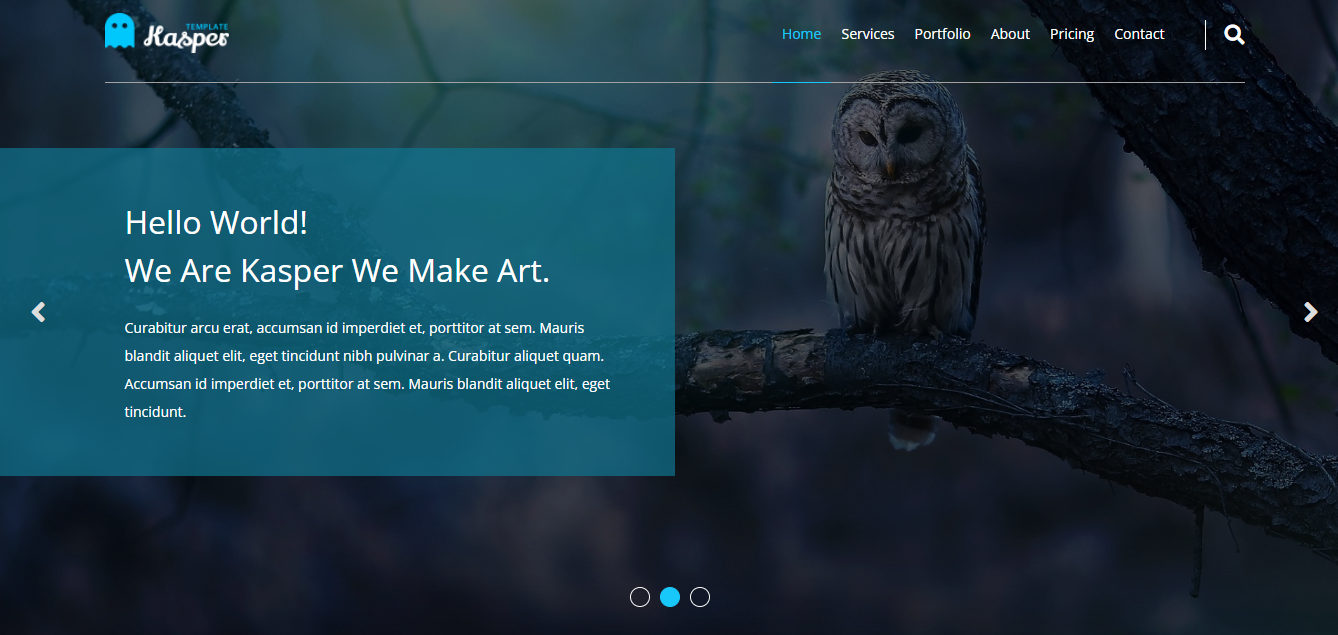 TEMPLATE
Kasper
Home Services Portfolio About Pricing Contact
Hello World!
We Are Kasper We Make Art.
Curabitur arcu erat, accumsan id imperdiet et, porttitor at sem. Mauris
blandit aliquet elit, eget tincidunt nibh pulvinar a. Curabitur aliquet quam.
Accumsan id imperdiet et, porttitor at sem. Mauris blandit aliquet elit, eget
tincidunt.